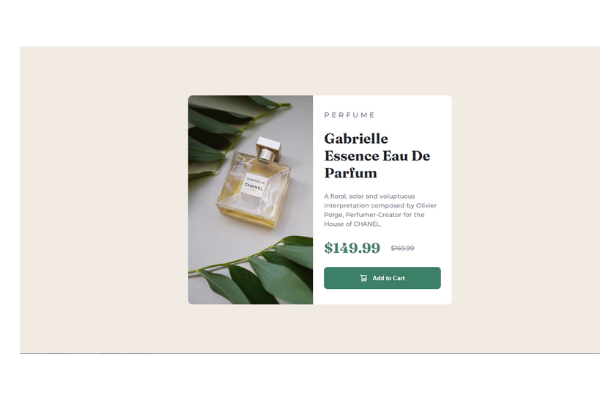 PERFUME
Gabrielle
Essence Eau De
Parfum
A floral, solar and voluptuous
interpretation composed by Olivier
Polge, Perfumer-Creator for the
House of CHANEL.
$149.99 $169.99
Add to Cart
CHANEL